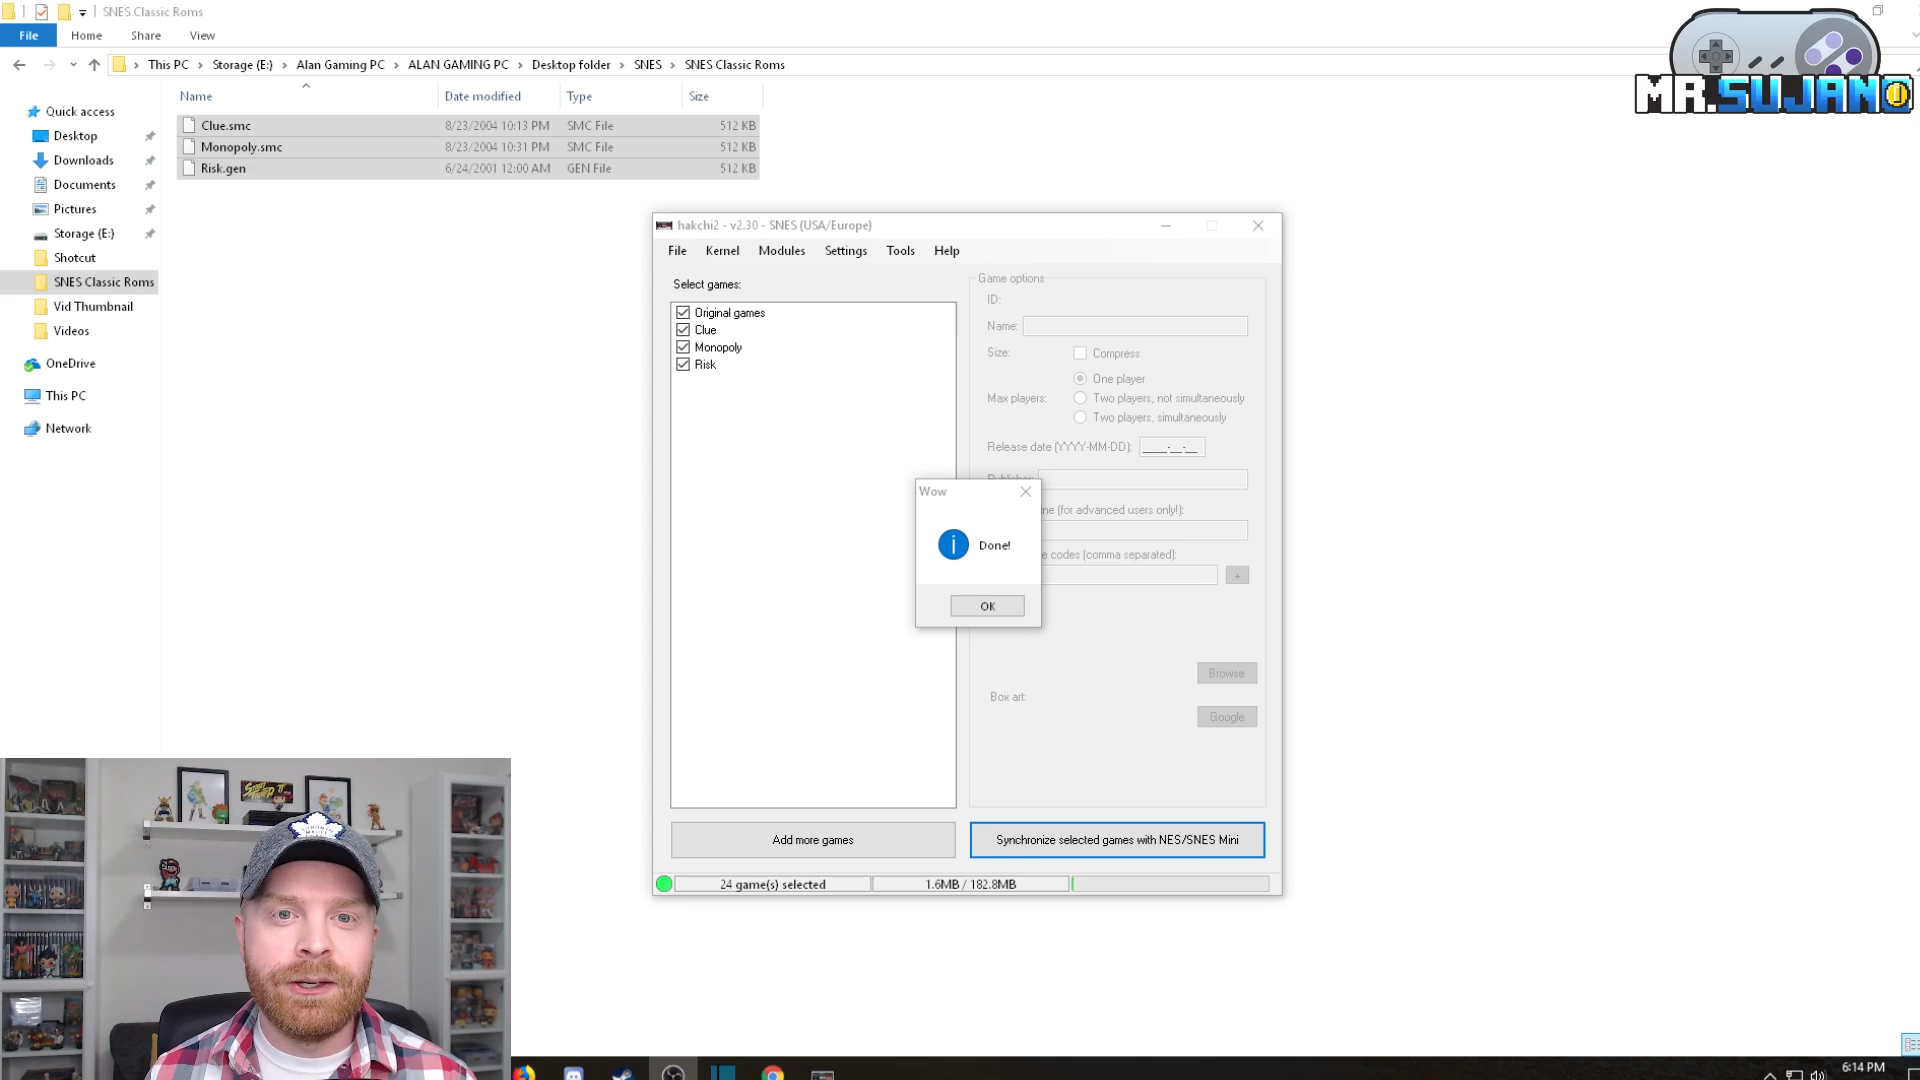 SNES Classic Roms
File Home Share View
This PC Storage (E:) Alan Gaming PC ALAN GAMING PC Desktop folder SNES SNES Classic Roms
MR.SUJANO
Name Date modified Type Size
Clue.smc 8/23/2004 10:13 PM SMC File 512 KB
Monopoly.smc 8/23/2004 10:31 PM SMC File 512 KB
Risk.gen 6/24/2001 12:00 AM GEN File 512 KB
Quick access
Desktop
Downloads
Documents
Pictures
Storage (E:)
Shotcut
SNES Classic Roms
Vid Thumbnail
Videos
OneDrive
This PC
Network
hakchi2 - v2.30 - SNES (USA/Europe)
File Kernel Modules Settings Tools Help
Select games:
Original games
Clue
Monopoly
Risk
Game options
ID:
Name:
Size: Compress
One player
Max players: Two players, not simultaneously
Two players, simultaneously
Release date (YYYY-MM-DD): ____-__-__
(for advanced users only!):
codes (comma separated):
+
Wow
Done!
OK
Browse
Box art:
Google
Add more games
Synchronize selected games with NES/SNES Mini
24 game(s) selected
1.6MB / 182.8MB
STREET FIGHTER II
TORONTO
6:14 PM